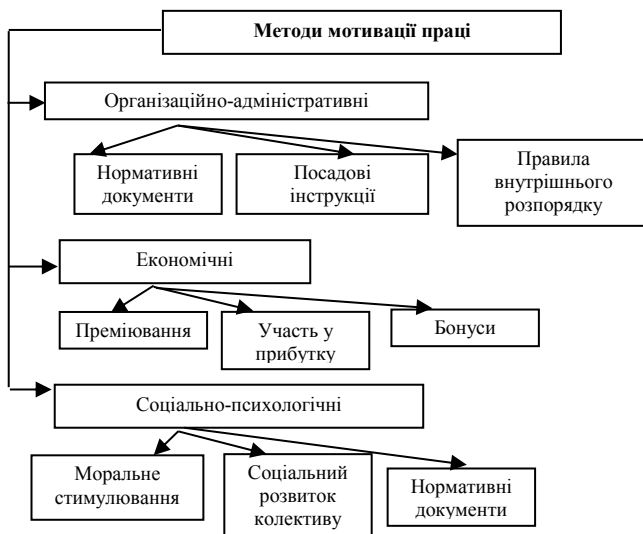 Методи мотивації праці
Організаційно-адміністративні
Нормативні
документи
Посадові
інструкції
Правила
внутрішнього
розпорядку
Економічні
Преміювання
Участь у
прибутку
Бонуси
Соціально-психологічні
Моральне
стимулювання
Соціальний
розвиток
колективу
Нормативні
документи